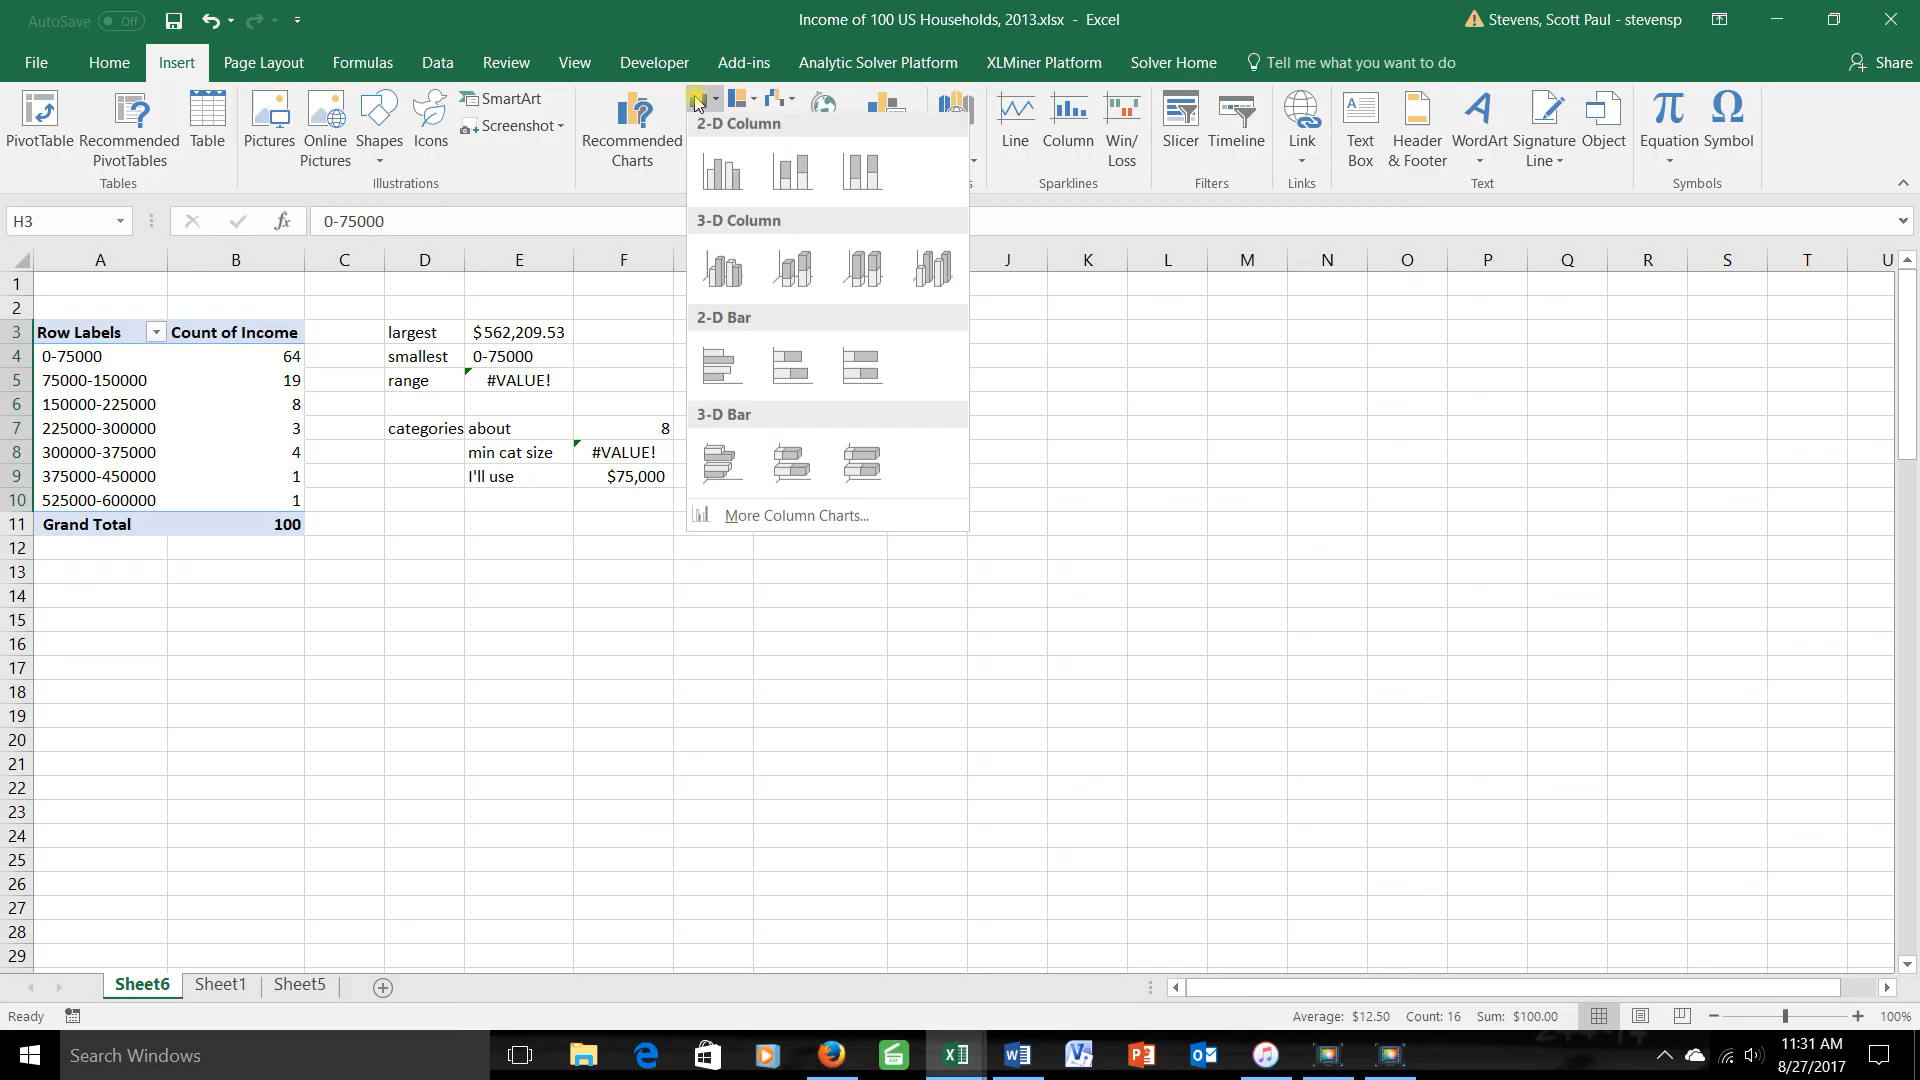 AutoSave Off
Income of 100 US Households, 2013.xlsx - Excel
Stevens, Scott Paul - stevensp
File Home Insert Page Layout Formulas Data Review View Developer Add-ins Analytic Solver Platform XLMiner Platform Solver Home Tell me what you want to do Share
PivotTable
Recommended PivotTables
Table
Tables
Pictures
Online Pictures
Shapes
Icons
SmartArt
Screenshot
Illustrations
Recommended Charts
Line
Column
Win/ Loss
Sparklines
Slicer
Timeline
Filters
Link
Links
Text Box
Header & Footer
WordArt
Signature Line
Object
Text
Equation
Symbol
Symbols
2-D Column
3-D Column
2-D Bar
3-D Bar
More Column Charts...
H3 fx 0-75000
A B C D E F J K L M N O P Q R S T U
1
2
3 Row Labels Count of Income largest $562,209.53
4 0-75000 64 smallest 0-75000
5 75000-150000 19 range #VALUE!
6 150000-225000 8
7 225000-300000 3 categories about 8
8 300000-375000 4 min cat size #VALUE!
9 375000-450000 1 I'll use $75,000
10 525000-600000 1
11 Grand Total 100
12
13
14
15
16
17
18
19
20
21
22
23
24
25
26
27
28
29
Sheet6 Sheet1 Sheet5
Ready
Average: $12.50 Count: 16 Sum: $100.00
100%
Search Windows
11:31 AM
8/27/2017